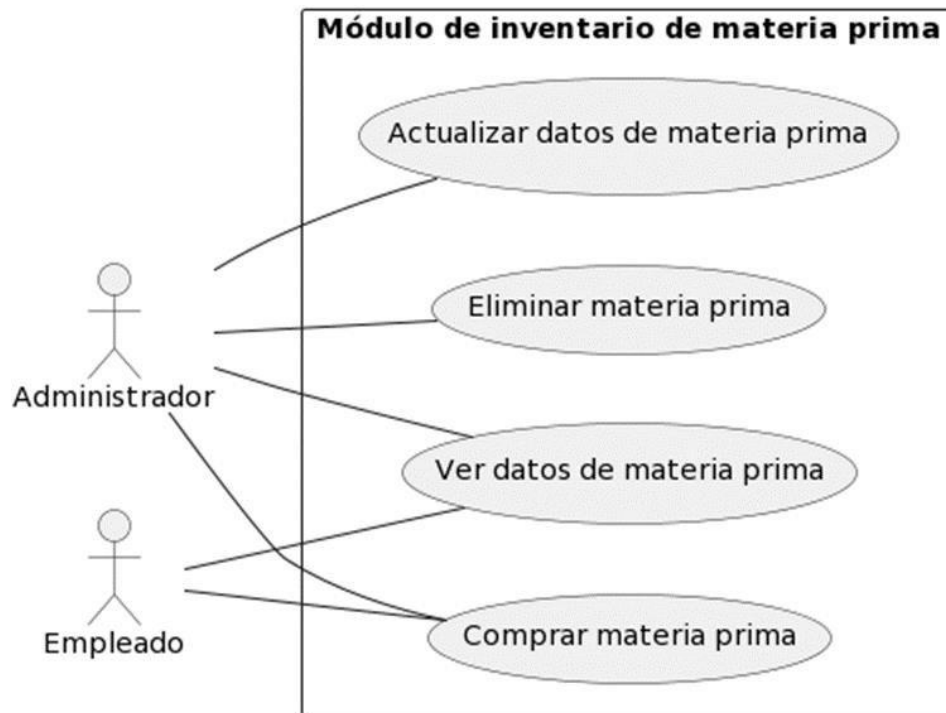 Módulo de inventario de materia prima
Actualizar datos de materia prima
Eliminar materia prima
Administrador
Ver datos de materia prima
Comprar materia prima
Empleado